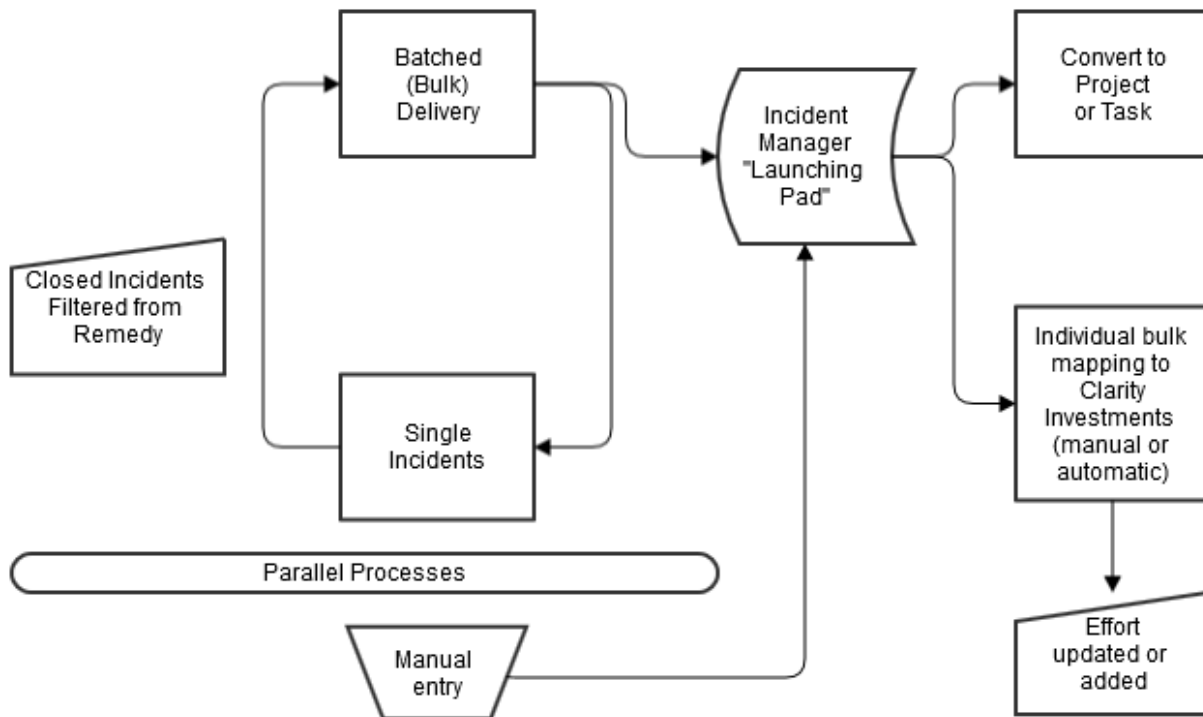 Batched
(Bulk)
Delivery
Convert to
Project
or Task
Incident
Manager
"Launching
Pad"
Closed Incidents
Filtered from
Remedy
Single
Incidents
Individual bulk
mapping to
Clarity
Investments
(manual or
automatic)
Parallel Processes
Manual
entry
Effort
updated or
added